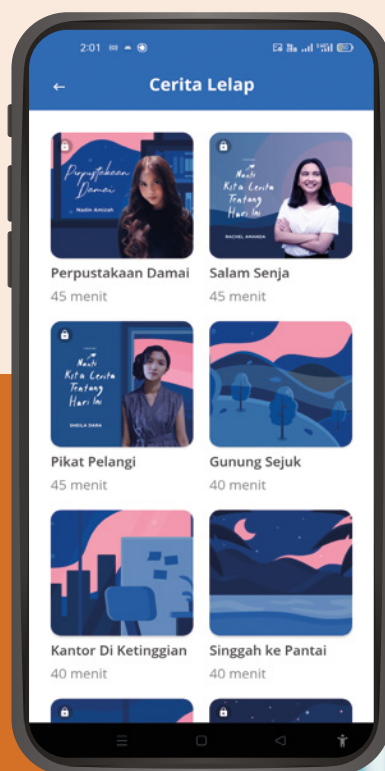 2:01
Cerita Lelap
Perpustakaan
Damai
Nadin Amizah
Nanti
Kita Cerita
Tentang
Hari Ini
RACHEL AMANDA
Perpustakaan Damai
45 menit
Salam Senja
45 menit
Nanti
Kita Cerita
Tentang
Hari Ini
SHEILA DARA
Pikat Pelangi
45 menit
Gunung Sejuk
40 menit
Kantor Di Ketinggian
40 menit
Singgah ke Pantai
40 menit